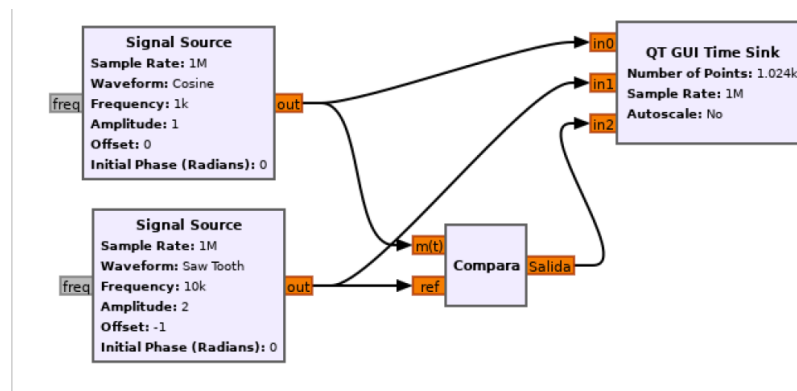 Signal Source
Sample Rate: 1M
Waveform: Cosine
freq
Frequency: 1k
out
Amplitude: 1
Offset: 0
Initial Phase (Radians): 0
in0
in1
in2
QT GUI Time Sink
Number of Points: 1.024k
Sample Rate: 1M
Autoscale: No
Signal Source
Sample Rate: 1M
Waveform: Saw Tooth
freq
Frequency: 10k
out
Amplitude: 2
Offset: -1
Initial Phase (Radians): 0
m(t)
ref
Compara
Salida